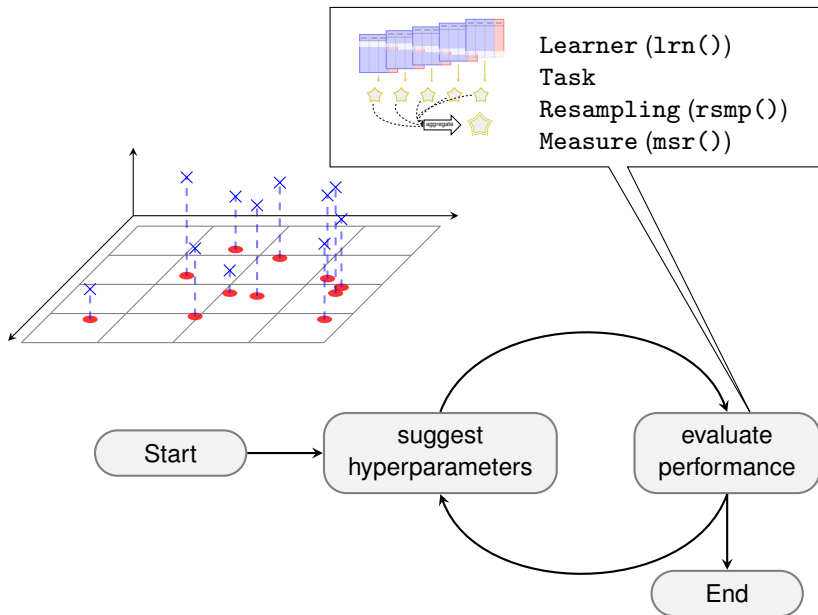 Learner (lrn())
Task
Resampling (rsmp())
Measure (msr())
aggregate
Start
suggest
hyperparameters
evaluate
performance
End